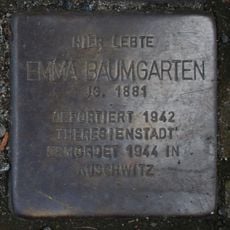 HIER LEBTE
EMMA BAUMGARTEN
JG. 1881
DEPORTIERT 1942
THERESIENSTADT
ERMORDET 1944 IN
AUSCHWITZ